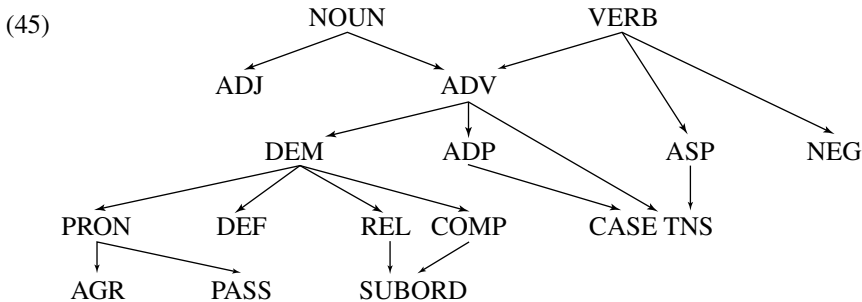 (45) NOUN VERB
ADJ ADV
DEM ADP ASP NEG
PRON DEF REL COMP CASE TNS
AGR PASS SUBORD